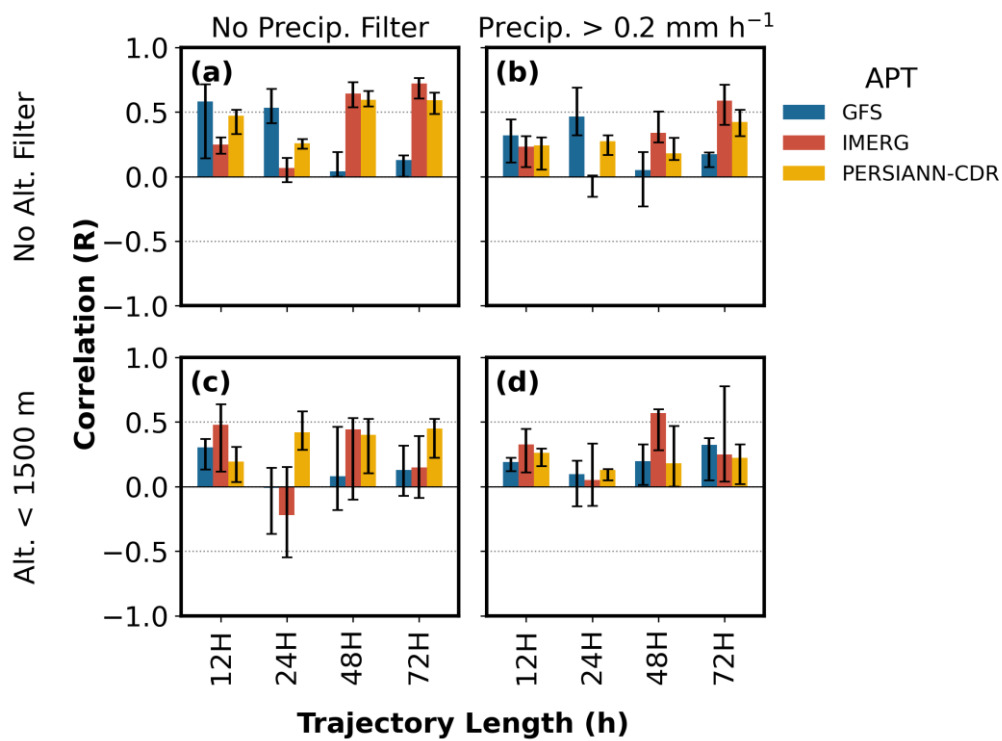 No Precip. Filter
Precip. > 0.2 mm h⁻¹
APT
GFS
IMERG
PERSIANN-CDR
No Alt. Filter
Alt. < 1500 m
Correlation (R)
(a)
1.0
0.5
0.0
−0.5
−1.0
(b)
(c)
1.0
0.5
0.0
−0.5
−1.0
(d)
12H
24H
48H
72H
12H
24H
48H
72H
Trajectory Length (h)